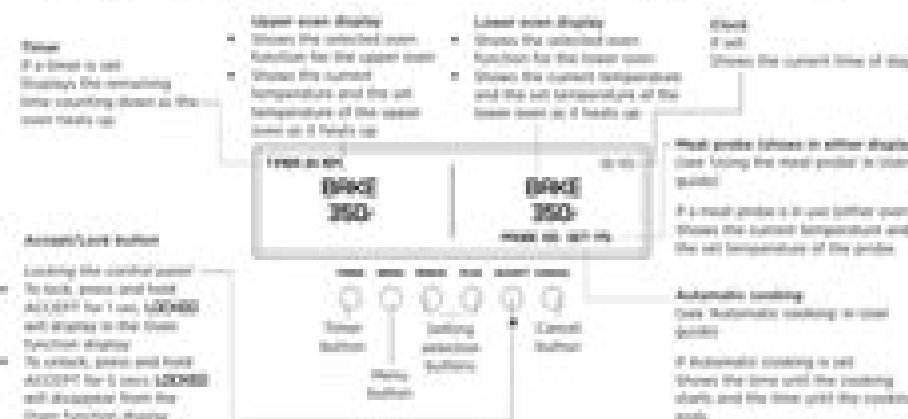 Timer
If a timer is set
Displays the remaining
time counting down as the
oven heats up
Upper oven display
• Shows the selected oven
function for the upper oven
• Shows the current
temperature and the set
temperature of the upper
oven as it heats up
Lower oven display
• Shows the selected oven
function for the lower oven
• Shows the current temperature
and the set temperature of the
lower oven as it heats up
Clock
If set
Shows the current time of day
BAKE
350
BAKE
350
Meat probe (shows in either display
(see 'Using the meat probe' in User
guide)
If a meat probe is in use (either oven)
Shows the current temperature and
the set temperature of the probe
Automatic cooking
(see 'Automatic cooking' in User
guide)
If Automatic cooking is set
Shows the time until the cooking
starts and the time until the cooking
ends
Accept/Lock button
Locking the control panel
• To lock, press and hold
ACCEPT for 1 sec. LOCKED
will display in the Oven
function display
• To unlock, press and hold
ACCEPT for sec. LOCKED
will disappear from the
Oven function display
TIMER MENU ACCEPT CANCEL
Timer
button
Menu
button
Setting
selection
buttons
Cancel
button